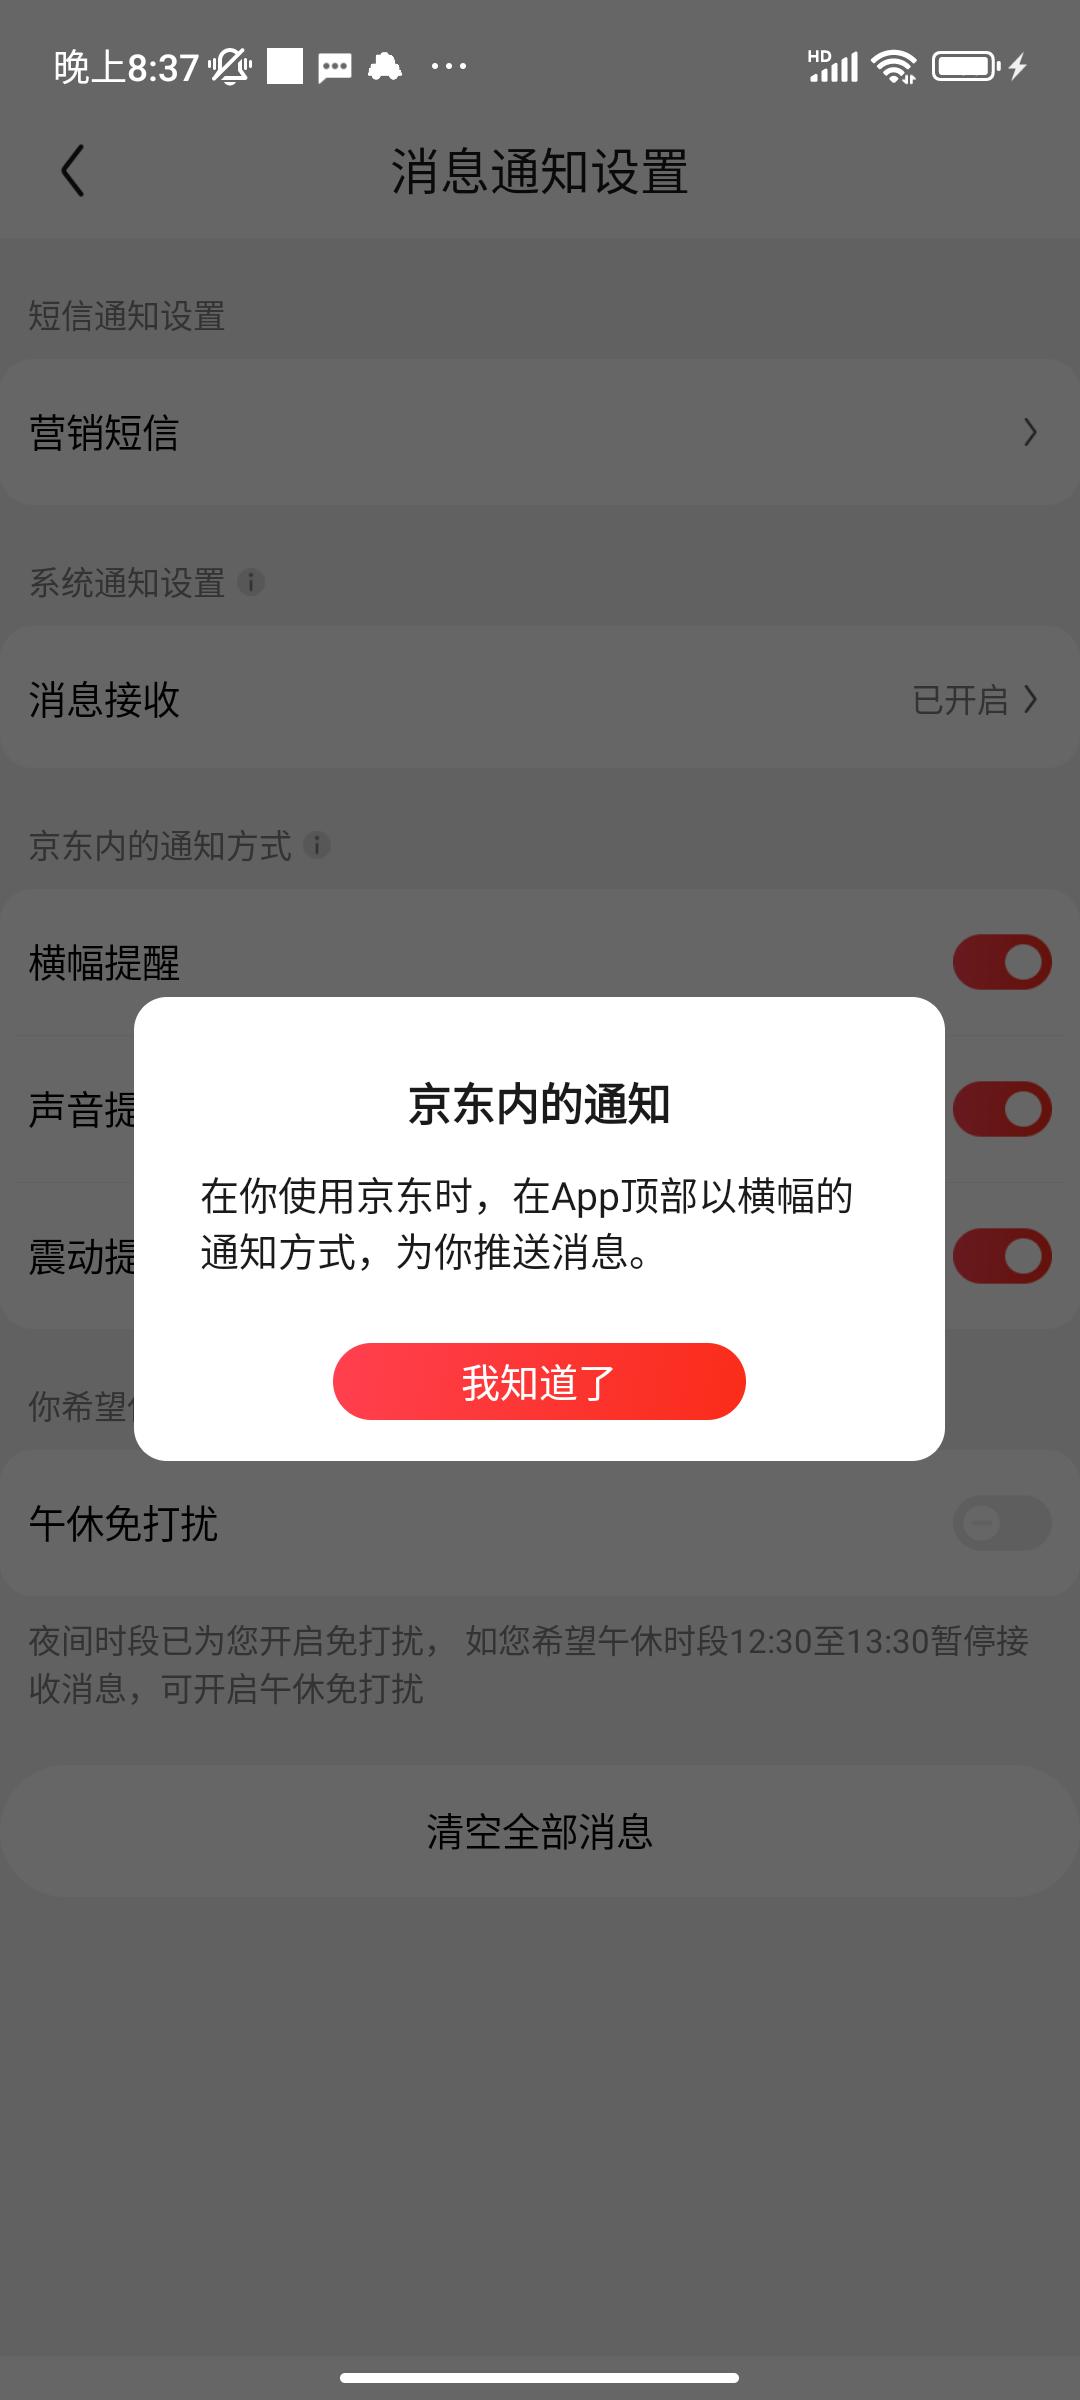 晚上8:37
HD
消息通知设置
短信通知设置
营销短信
系统通知设置
消息接收 已开启
京东内的通知方式
横幅提醒
声音提
震动提
京东内的通知
在你使用京东时，在App顶部以横幅的
通知方式，为你推送消息。
我知道了
你希望
午休免打扰
夜间时段已为您开启免打扰， 如您希望午休时段12:30至13:30暂停接
收消息，可开启午休免打扰
清空全部消息